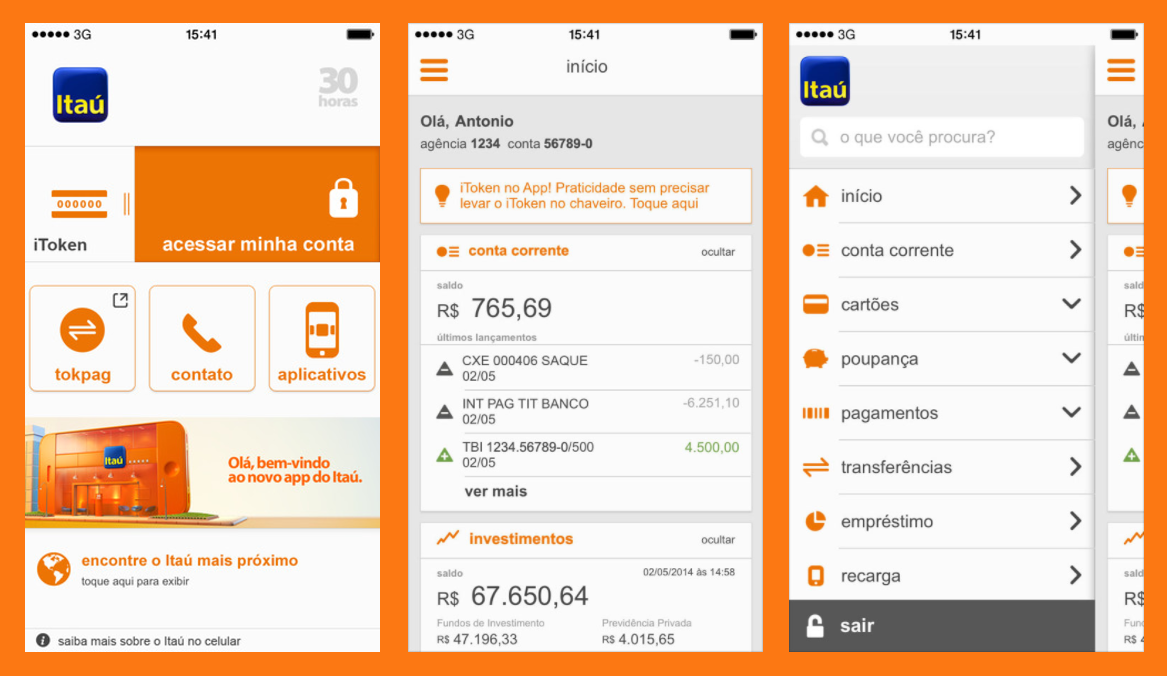 3G 15:41
Itaú
30
horas
000000
iToken
acessar minha conta
tokpag
contato
aplicativos
Itaú
Olá, bem-vindo
ao novo app do Itaú.
encontre o Itaú mais próximo
toque aqui para exibir
saiba mais sobre o Itaú no celular
3G 15:41
início
Olá, Antonio
agência 1234 conta 56789-0
iToken no App! Praticidade sem precisar
levar o iToken no chaveiro. Toque aqui
conta corrente ocultar
saldo
R$ 765,69
últimos lançamentos
CXE 000406 SAQUE -150,00
02/05
INT PAG TIT BANCO -6.251,10
02/05
TBI 1234.56789-0/500 4.500,00
02/05
ver mais
investimentos ocultar
saldo 02/05/2014 às 14:58
R$ 67.650,64
Fundos de Investimento Previdência Privada
R$ 47.196,33 R$ 4.015,65
3G 15:41
Itaú
o que você procura?
início
conta corrente
cartões
poupança
pagamentos
transferências
empréstimo
recarga
sair
Olá,
agênc
sald
R$
últin
sald
R$
Fund
R$ 4